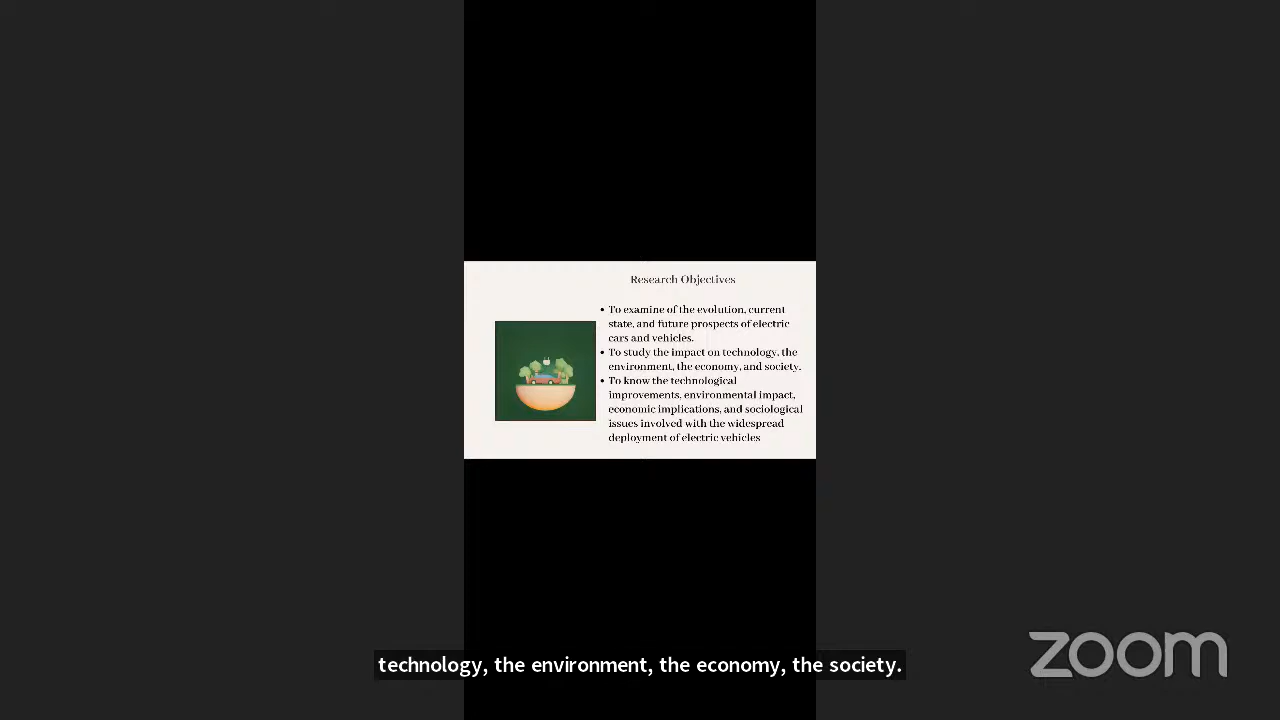 Research Objectives
• To examine of the evolution, current
state, and future prospects of electric
cars and vehicles.
• To study the impact on technology, the
environment, the economy, and society.
• To know the technological
improvements, environmental impact,
economic implications, and sociological
issues involved with the widespread
deployment of electric vehicles
technology, the environment, the economy, the society.
zoom